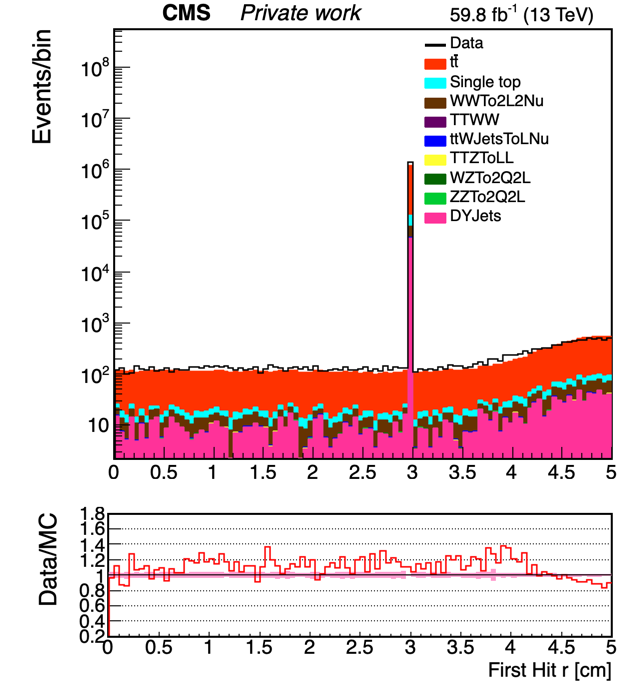 CMS Private work 59.8 fb⁻¹ (13 TeV)
Events/bin
10⁸
10⁷
10⁶
10⁵
10⁴
10³
10²
10
Data
tt̄
Single top
WWTo2L2Nu
TTWW
ttWJetsToLNu
TTZToLL
WZTo2Q2L
ZZTo2Q2L
DYJets
0 0.5 1 1.5 2 2.5 3 3.5 4 4.5 5
Data/MC
1.8
1.6
1.4
1.2
1
0.8
0.6
0.4
0.2
0 0.5 1 1.5 2 2.5 3 3.5 4 4.5 5
First Hit r [cm]